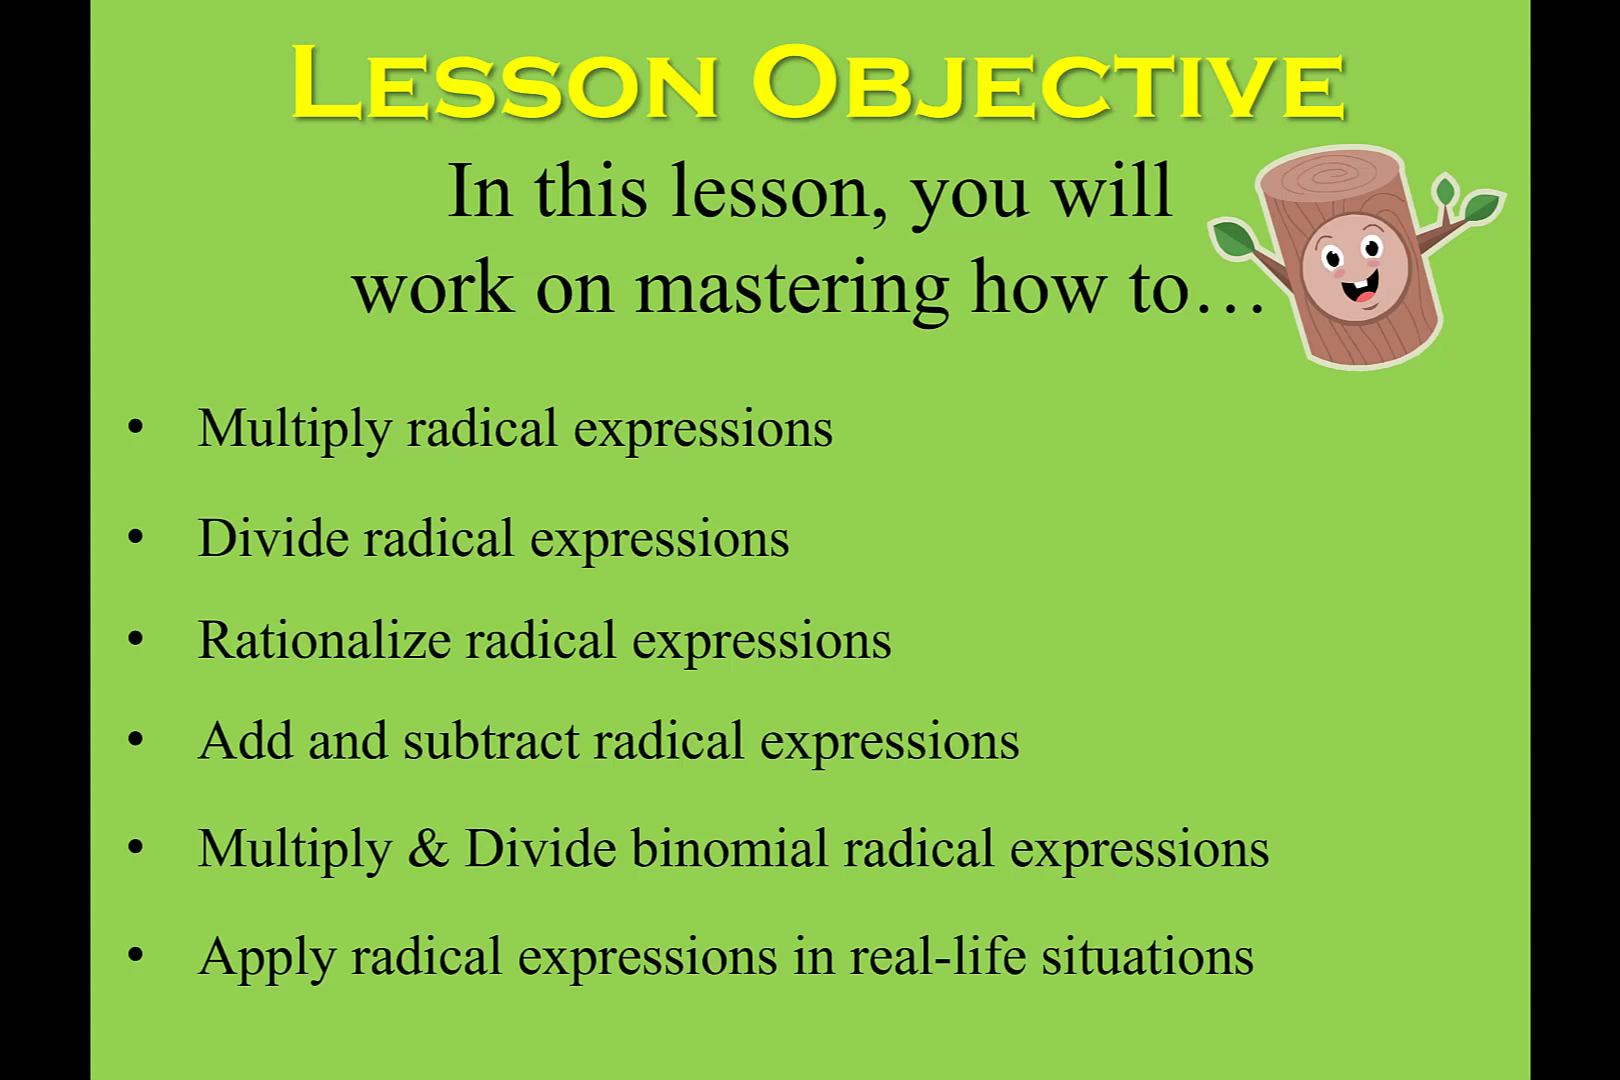 LESSON OBJECTIVE
In this lesson, you will
work on mastering how to…
• Multiply radical expressions
• Divide radical expressions
• Rationalize radical expressions
• Add and subtract radical expressions
• Multiply & Divide binomial radical expressions
• Apply radical expressions in real-life situations